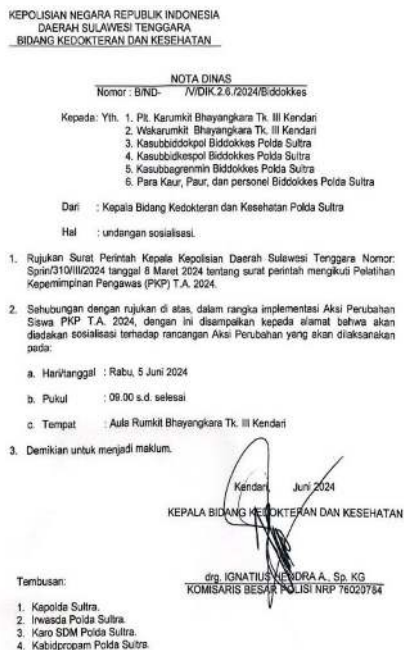 KEPOLISIAN NEGARA REPUBLIK INDONESIA
DAERAH SULAWESI TENGGARA
BIDANG KEDOKTERAN DAN KESEHATAN
NOTA DINAS
Nomor : B/ND- /V/DIK.2.6./2024/Biddokkes
Kepada: Yth. 1. Plt. Karumkit Bhayangkara Tk. III Kendari
2. Wakarumkit Bhayangkara Tk. III Kendari
3. Kasubbiddokpol Biddokkes Polda Sultra
4. Kasubbidkespol Biddokkes Polda Sultra
5. Kasubbagrenmin Biddokkes Polda Sultra
6. Para Kaur, Paur, dan personel Biddokkes Polda Sultra
Dari : Kepala Bidang Kedokteran dan Kesehatan Polda Sultra
Hal : undangan sosialisasi.
1. Rujukan Surat Perintah Kepala Kepolisian Daerah Sulawesi Tenggara Nomor:
Sprin/310/III/2024 tanggal 8 Maret 2024 tentang surat perintah mengikuti Pelatihan
Kepemimpinan Pengawas (PKP) T.A. 2024.
2. Sehubungan dengan rujukan di atas, dalam rangka implementasi Aksi Perubahan
Siswa PKP T.A. 2024, dengan ini disampaikan kepada alamat bahwa akan
diadakan sosialisasi terhadap rancangan Aksi Perubahan yang akan dilaksanakan
pada:
a. Hari/tanggal : Rabu, 5 Juni 2024
b. Pukul : 09.00 s.d. selesai
c. Tempat : Aula Rumkit Bhayangkara Tk. III Kendari
3. Demikian untuk menjadi maklum.
Kendari, Juni 2024
KEPALA BIDANG KEDOKTERAN DAN KESEHATAN
drg. IGNATIUS HENDRA A., Sp. KG
KOMISARIS BESAR POLISI NRP 76020784
Tembusan:
1. Kapolda Sultra.
2. Irwasda Polda Sultra.
3. Karo SDM Polda Sultra.
4. Kabidpropam Polda Sultra.